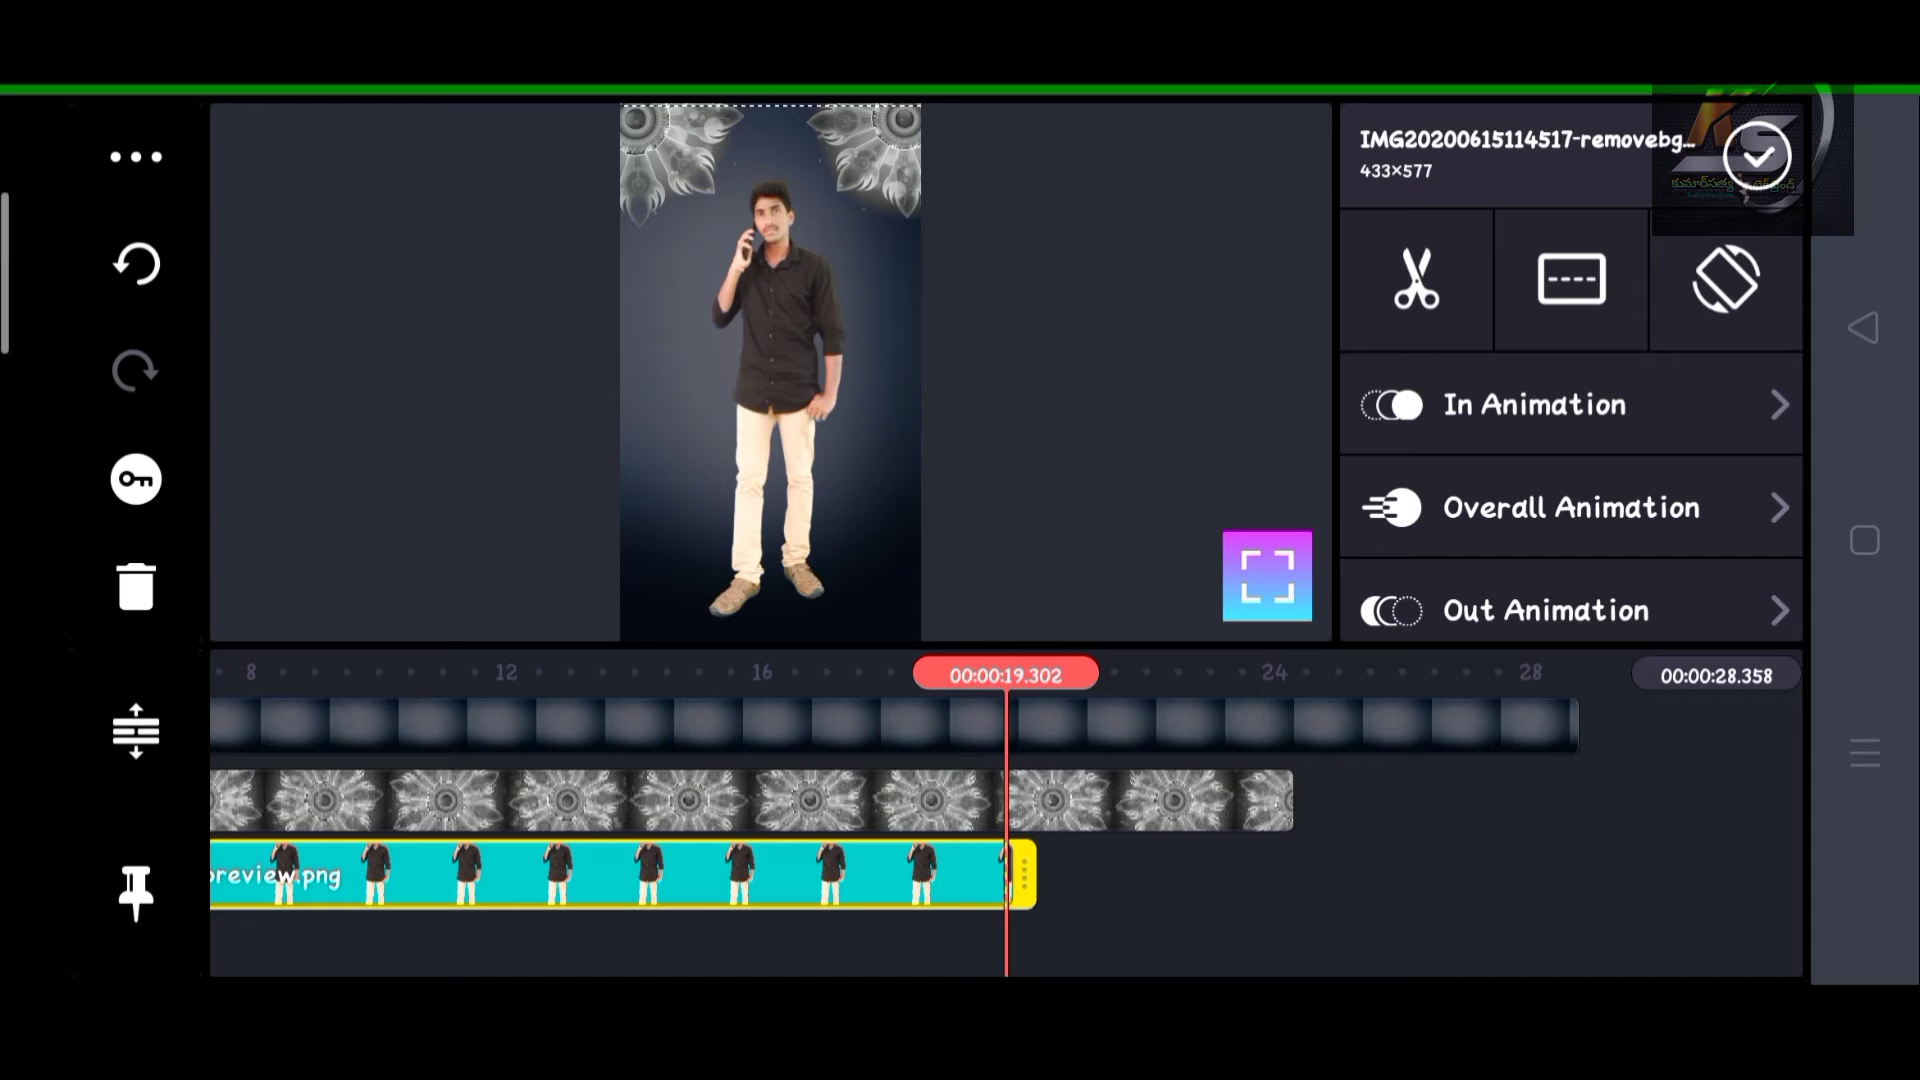 IMG20200615114517-removebg...
433×577
కుమార్‌సత్య
In Animation
Overall Animation
Out Animation
8 12 16 00:00:19.302 24 28 00:00:28.358
preview.png